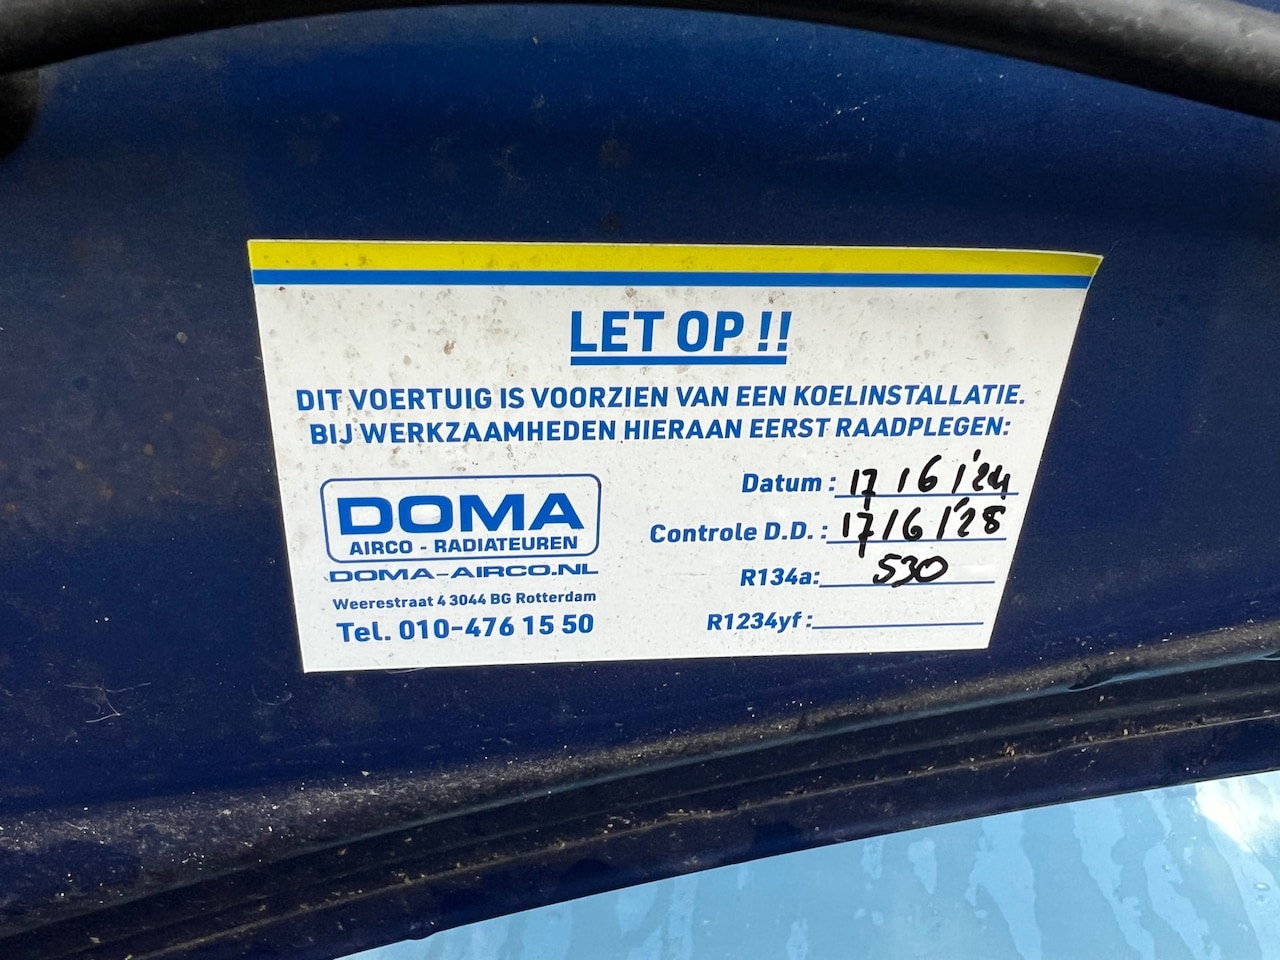 LET OP !!
DIT VOERTUIG IS VOORZIEN VAN EEN KOELINSTALLATIE.
BIJ WERKZAAMHEDEN HIERAAN EERST RAADPLEGEN:
DOMA
AIRCO - RADIATEUREN
DOMA-AIRCO.NL
Weerestraat 4 3044 BG Rotterdam
Tel. 010-476 15 50
Datum : 17/6/'24
Controle D.D. : 17/6/'28
R134a: 530
R1234yf :